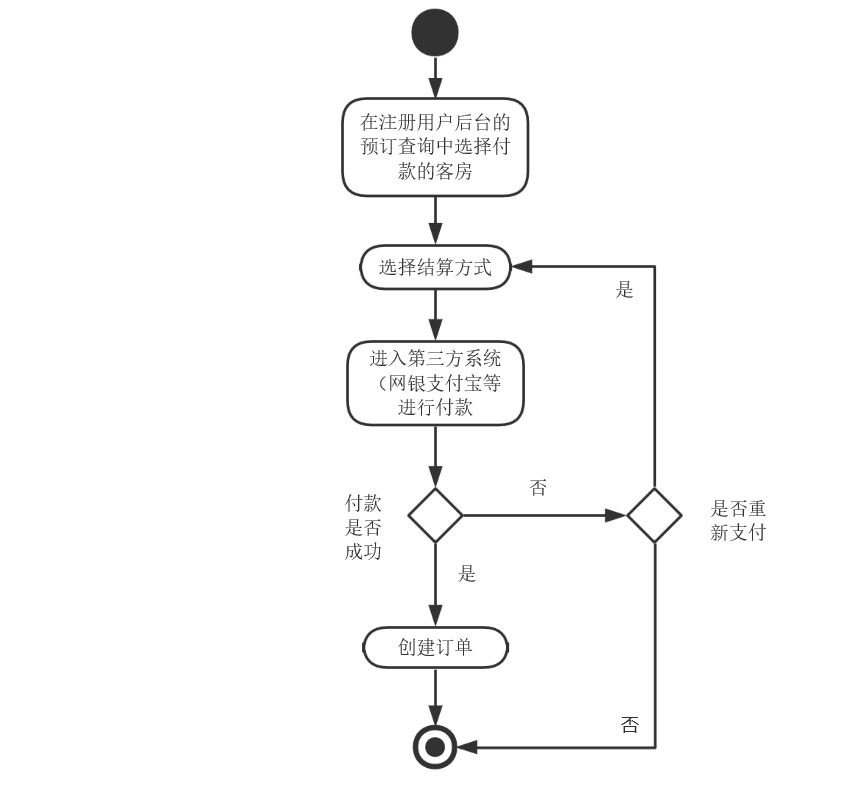 在注册用户后台的
预订查询中选择付
款的客房
选择结算方式
是
进入第三方系统
（网银支付宝等
进行付款
否
付款
是否
成功
是否重
新支付
是
创建订单
否